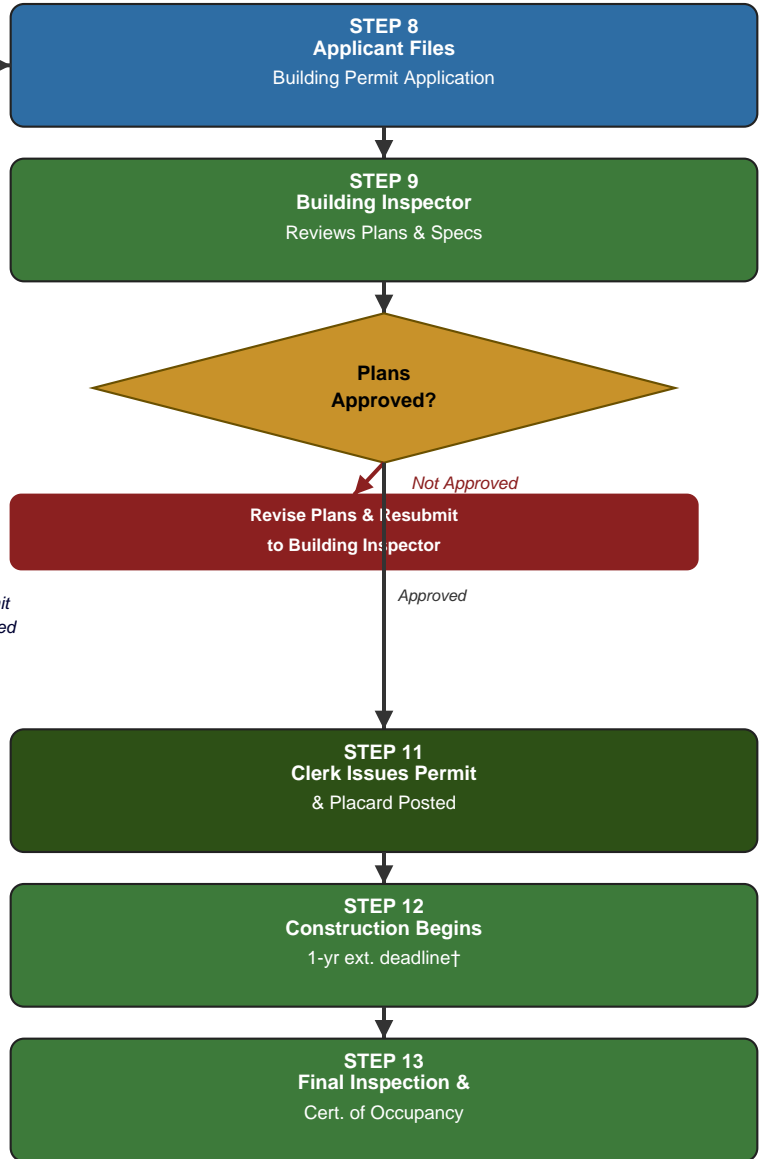 STEP 8
Applicant Files
Building Permit Application
STEP 9
Building Inspector
Reviews Plans & Specs
Plans
Approved?
Not Approved
Revise Plans & Resubmit
to Building Inspector
Approved
STEP 11
Clerk Issues Permit
& Placard Posted
STEP 12
Construction Begins
1-yr ext. deadline†
STEP 13
Final Inspection &
Cert. of Occupancy